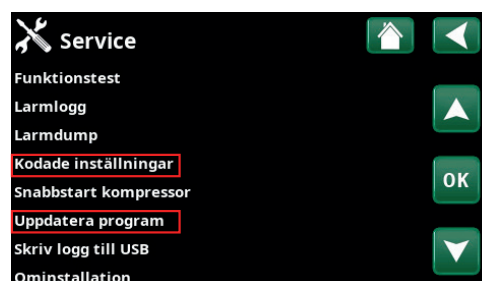 Service
Funktionstest
Larmlogg
Larmdump
Kodade inställningar
OK
Snabbstart kompressor
Uppdatera program
Skriv logg till USB
Ominstallation